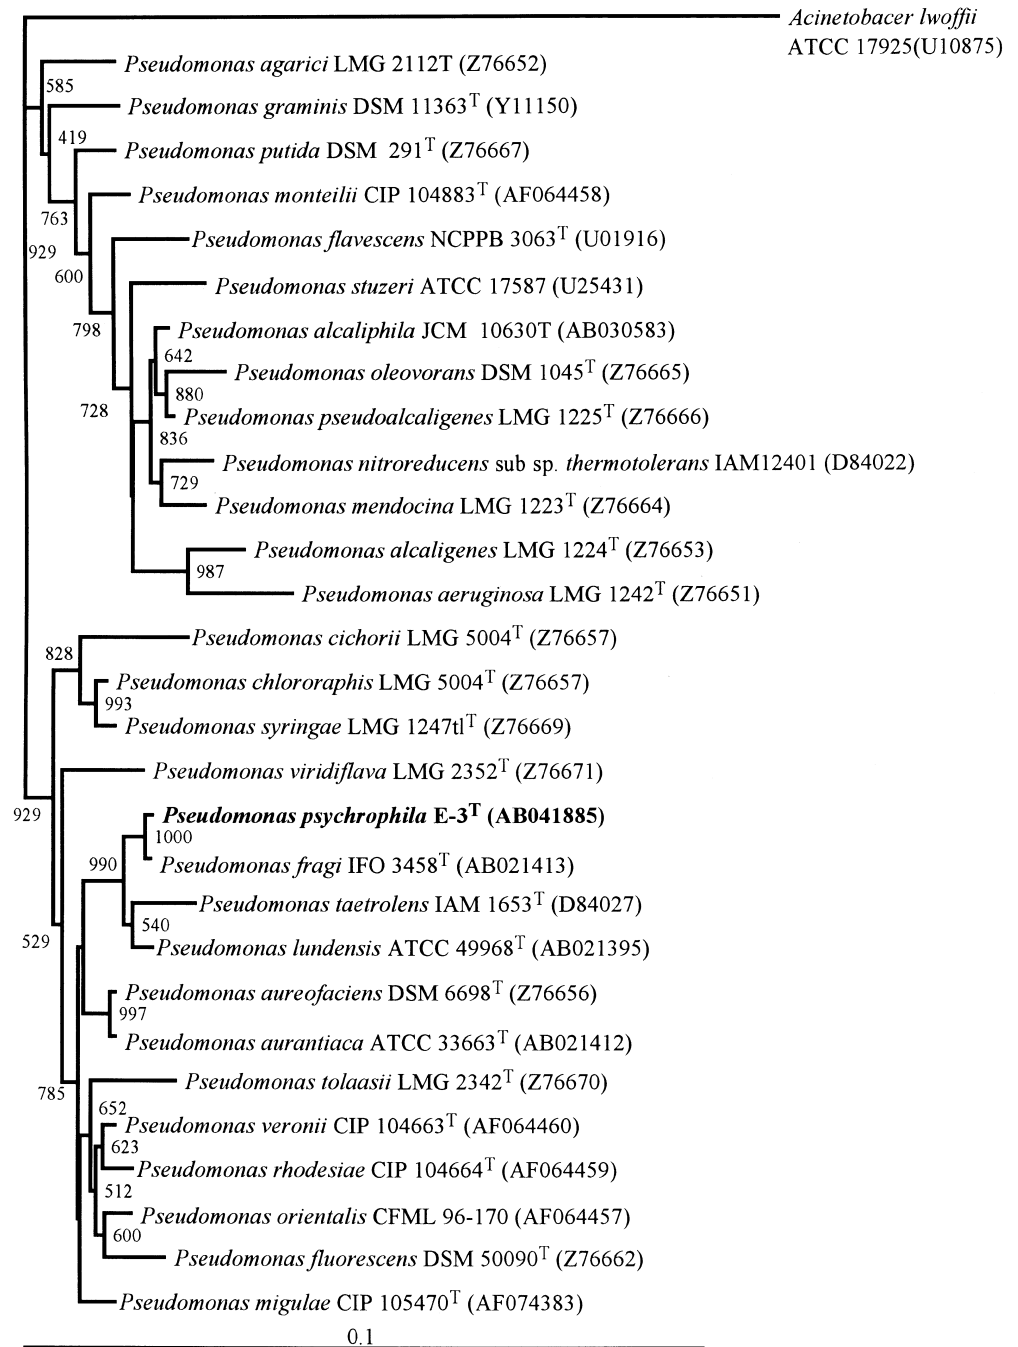 Acinetobacer lwoffii
ATCC 17925(U10875)
Pseudomonas agarici LMG 2112T (Z76652)
585
Pseudomonas graminis DSM 11363T (Y11150)
419
Pseudomonas putida DSM 291T (Z76667)
Pseudomonas monteilii CIP 104883T (AF064458)
763
Pseudomonas flavescens NCPPB 3063T (U01916)
929
600
Pseudomonas stuzeri ATCC 17587 (U25431)
798
Pseudomonas alcaliphila JCM 10630T (AB030583)
642
Pseudomonas oleovorans DSM 1045T (Z76665)
880
728
Pseudomonas pseudoalcaligenes LMG 1225T (Z76666)
836
Pseudomonas nitroreducens sub sp. thermotolerans IAM12401 (D84022)
729
Pseudomonas mendocina LMG 1223T (Z76664)
Pseudomonas alcaligenes LMG 1224T (Z76653)
987
Pseudomonas aeruginosa LMG 1242T (Z76651)
Pseudomonas cichorii LMG 5004T (Z76657)
828
Pseudomonas chlororaphis LMG 5004T (Z76657)
993
Pseudomonas syringae LMG 1247tlT (Z76669)
Pseudomonas viridiflava LMG 2352T (Z76671)
929
Pseudomonas psychrophila E-3T (AB041885)
1000
990
Pseudomonas fragi IFO 3458T (AB021413)
Pseudomonas taetrolens IAM 1653T (D84027)
540
529
Pseudomonas lundensis ATCC 49968T (AB021395)
Pseudomonas aureofaciens DSM 6698T (Z76656)
997
Pseudomonas aurantiaca ATCC 33663T (AB021412)
Pseudomonas tolaasii LMG 2342T (Z76670)
785
652
Pseudomonas veronii CIP 104663T (AF064460)
623
Pseudomonas rhodesiae CIP 104664T (AF064459)
512
Pseudomonas orientalis CFML 96-170 (AF064457)
600
Pseudomonas fluorescens DSM 50090T (Z76662)
Pseudomonas migulae CIP 105470T (AF074383)
0.1